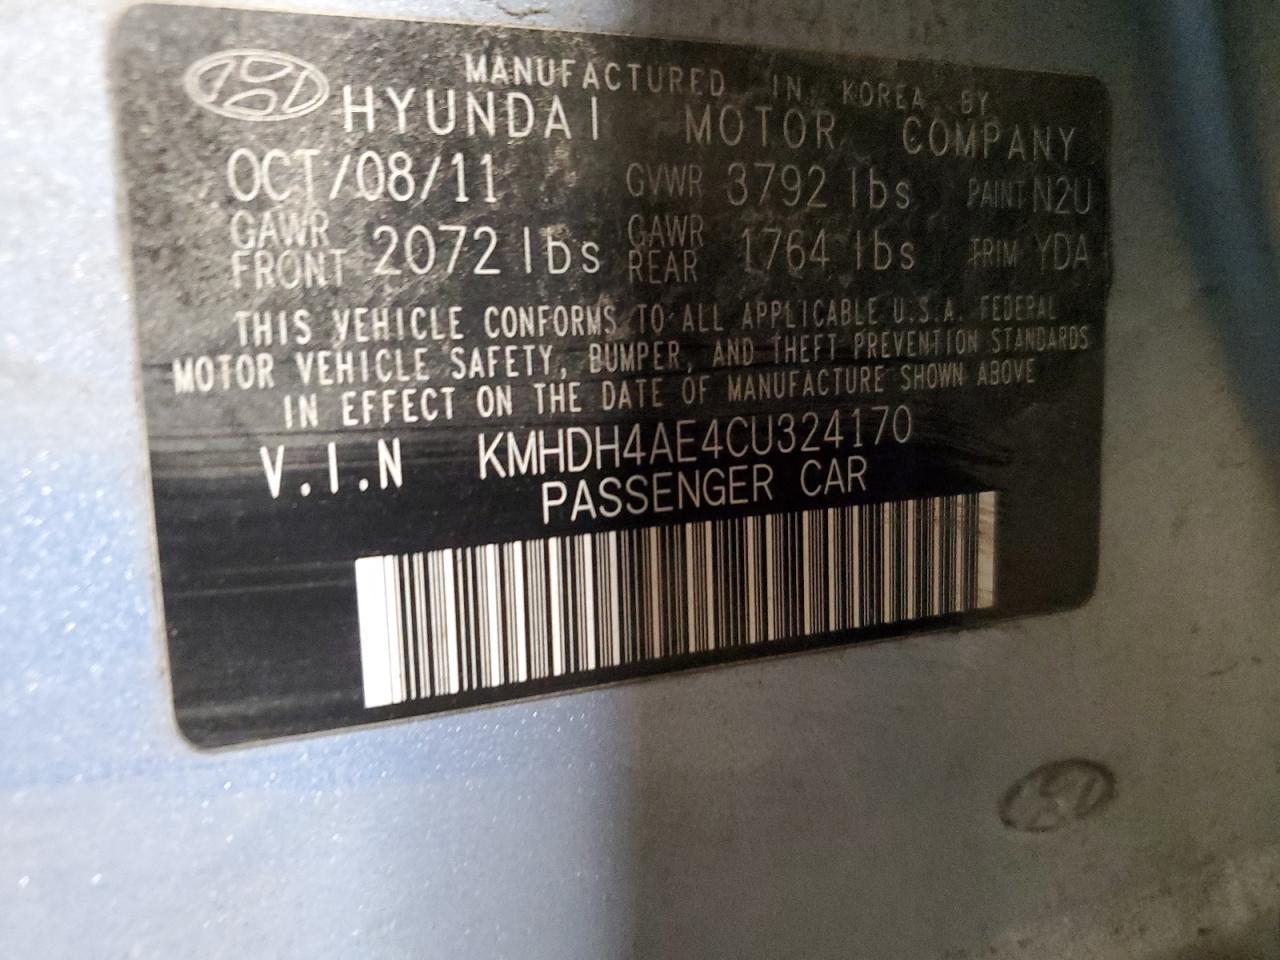 MANUFACTURED IN KOREA BY
HYUNDAI MOTOR COMPANY
OCT/08/11 GVWR 3792 lbs PAINT N2U
GAWR FRONT 2072 lbs GAWR REAR 1764 lbs TRIM YDA
THIS VEHICLE CONFORMS TO ALL APPLICABLE U.S.A. FEDERAL
MOTOR VEHICLE SAFETY, BUMPER, AND THEFT PREVENTION STANDARDS
IN EFFECT ON THE DATE OF MANUFACTURE SHOWN ABOVE
V.I.N KMHDH4AE4CU324170
PASSENGER CAR